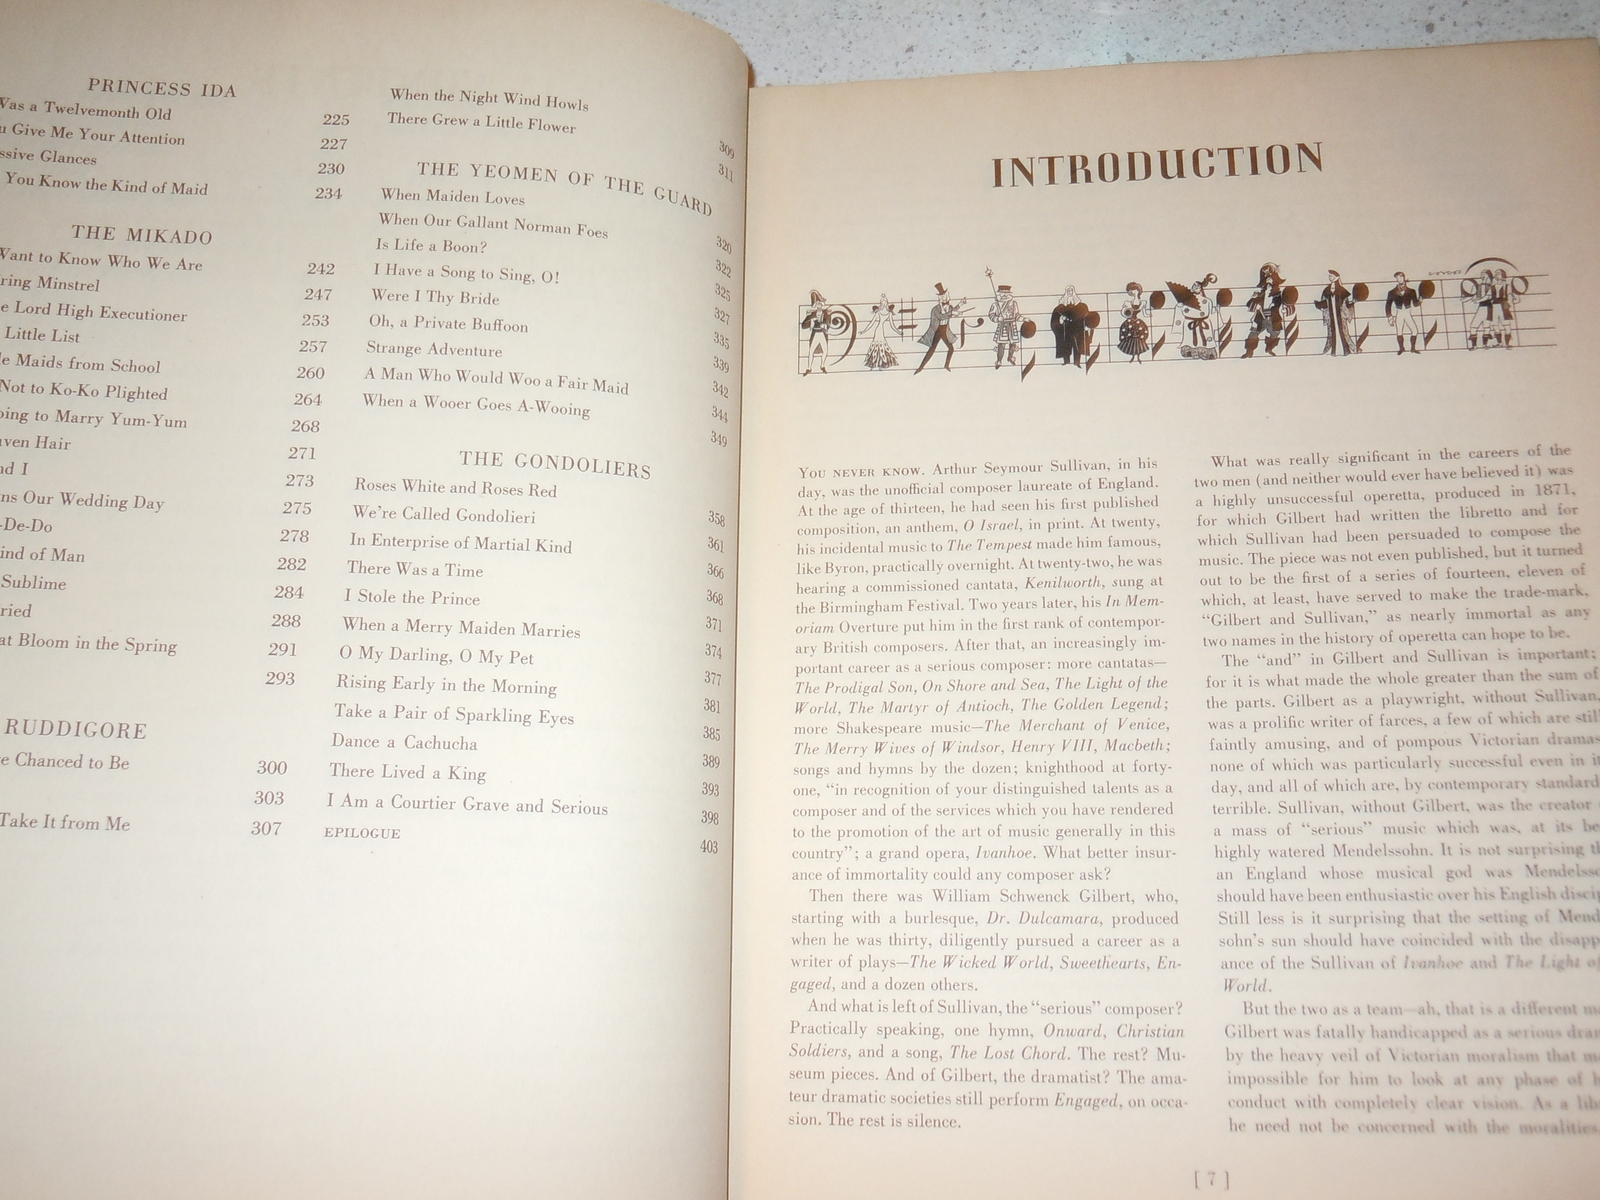 PRINCESS IDA
Was a Twelvemonth Old 225
Give Me Your Attention 227
ssive Glances 230
You Know the Kind of Maid 234
THE MIKADO
Want to Know Who We Are 242
ring Minstrel 247
e Lord High Executioner 253
Little List 257
le Maids from School 260
Not to Ko-Ko Plighted 264
oing to Marry Yum-Yum 268
ven Hair 271
nd I 273
ns Our Wedding Day 275
-De-Do 278
ind of Man 282
Sublime 284
ried 288
at Bloom in the Spring 291
293
RUDDIGORE
e Chanced to Be 300
303
Take It from Me 307
When the Night Wind Howls 309
There Grew a Little Flower 311
THE YEOMEN OF THE GUARD
When Maiden Loves 320
When Our Gallant Norman Foes 322
Is Life a Boon? 325
I Have a Song to Sing, O! 327
Were I Thy Bride 335
Oh, a Private Buffoon 339
Strange Adventure 342
A Man Who Would Woo a Fair Maid 344
When a Wooer Goes A-Wooing 349
THE GONDOLIERS
Roses White and Roses Red 358
We're Called Gondolieri 361
In Enterprise of Martial Kind 366
There Was a Time 368
I Stole the Prince 371
When a Merry Maiden Marries 374
O My Darling, O My Pet 377
Rising Early in the Morning 381
Take a Pair of Sparkling Eyes 385
Dance a Cachucha 389
There Lived a King 393
I Am a Courtier Grave and Serious 398
EPILOGUE 403
INTRODUCTION
YOU NEVER KNOW. Arthur Seymour Sullivan, in his
day, was the unofficial composer laureate of England.
At the age of thirteen, he had seen his first published
composition, an anthem, O Israel, in print. At twenty,
his incidental music to The Tempest made him famous,
like Byron, practically overnight. At twenty-two, he was
hearing a commissioned cantata, Kenilworth, sung at
the Birmingham Festival. Two years later, his In Mem-
oriam Overture put him in the first rank of contempor-
ary British composers. After that, an increasingly im-
portant career as a serious composer: more cantatas—
The Prodigal Son, On Shore and Sea, The Light of the
World, The Martyr of Antioch, The Golden Legend;
more Shakespeare music—The Merchant of Venice,
The Merry Wives of Windsor, Henry VIII, Macbeth;
songs and hymns by the dozen; knighthood at forty-
one, "in recognition of your distinguished talents as a
composer and of the services which you have rendered
to the promotion of the art of music generally in this
country"; a grand opera, Ivanhoe. What better insur-
ance of immortality could any composer ask?
Then there was William Schwenck Gilbert, who,
starting with a burlesque, Dr. Dulcamara, produced
when he was thirty, diligently pursued a career as a
writer of plays—The Wicked World, Sweethearts, En-
gaged, and a dozen others.
And what is left of Sullivan, the "serious" composer?
Practically speaking, one hymn, Onward, Christian
Soldiers, and a song, The Lost Chord. The rest? Mu-
seum pieces. And of Gilbert, the dramatist? The ama-
teur dramatic societies still perform Engaged, on occa-
sion. The rest is silence.
What was really significant in the careers of the
two men (and neither would ever have believed it) was
a highly unsuccessful operetta, produced in 1871,
for which Gilbert had written the libretto and for
which Sullivan had been persuaded to compose the
music. The piece was not even published, but it turned
out to be the first of a series of fourteen, eleven of
which, at least, have served to make the trade-mark,
"Gilbert and Sullivan," as nearly immortal as any
two names in the history of operetta can hope to be.
The "and" in Gilbert and Sullivan is important;
for it is what made the whole greater than the sum of
the parts. Gilbert as a playwright, without Sullivan,
was a prolific writer of farces, a few of which are still
faintly amusing, and of pompous Victorian dramas
none of which was particularly successful even in it
day, and all of which are, by contemporary standard
terrible. Sullivan, without Gilbert, was the creator
a mass of "serious" music which was, at its be
highly watered Mendelssohn. It is not surprising th
an England whose musical god was Mendelsso
should have been enthusiastic over his English discip
Still less is it surprising that the setting of Mend
sohn's sun should have coincided with the disapp
ance of the Sullivan of Ivanhoe and The Light of
World.
But the two as a team—ah, that is a different m
Gilbert was fatally handicapped as a serious dram
by the heavy veil of Victorian moralism that m
impossible for him to look at any phase of h
conduct with completely clear vision. As a lib
he need not be concerned with the moralities,
[ 7 ]